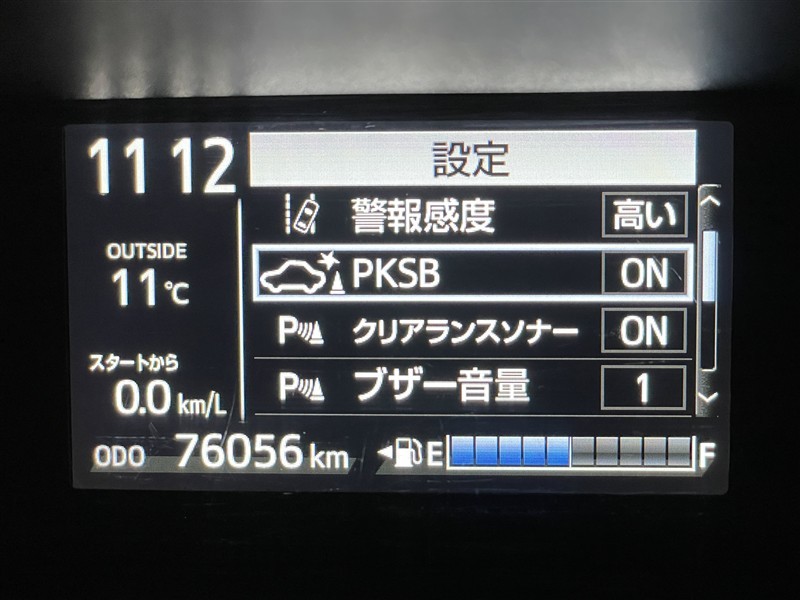 11 12
設定
警報感度 高い
OUTSIDE
11℃
PKSB ON
P クリアランスソナー ON
スタートから
0.0 km/L
P ブザー音量 1
ODO 76056 km
E F